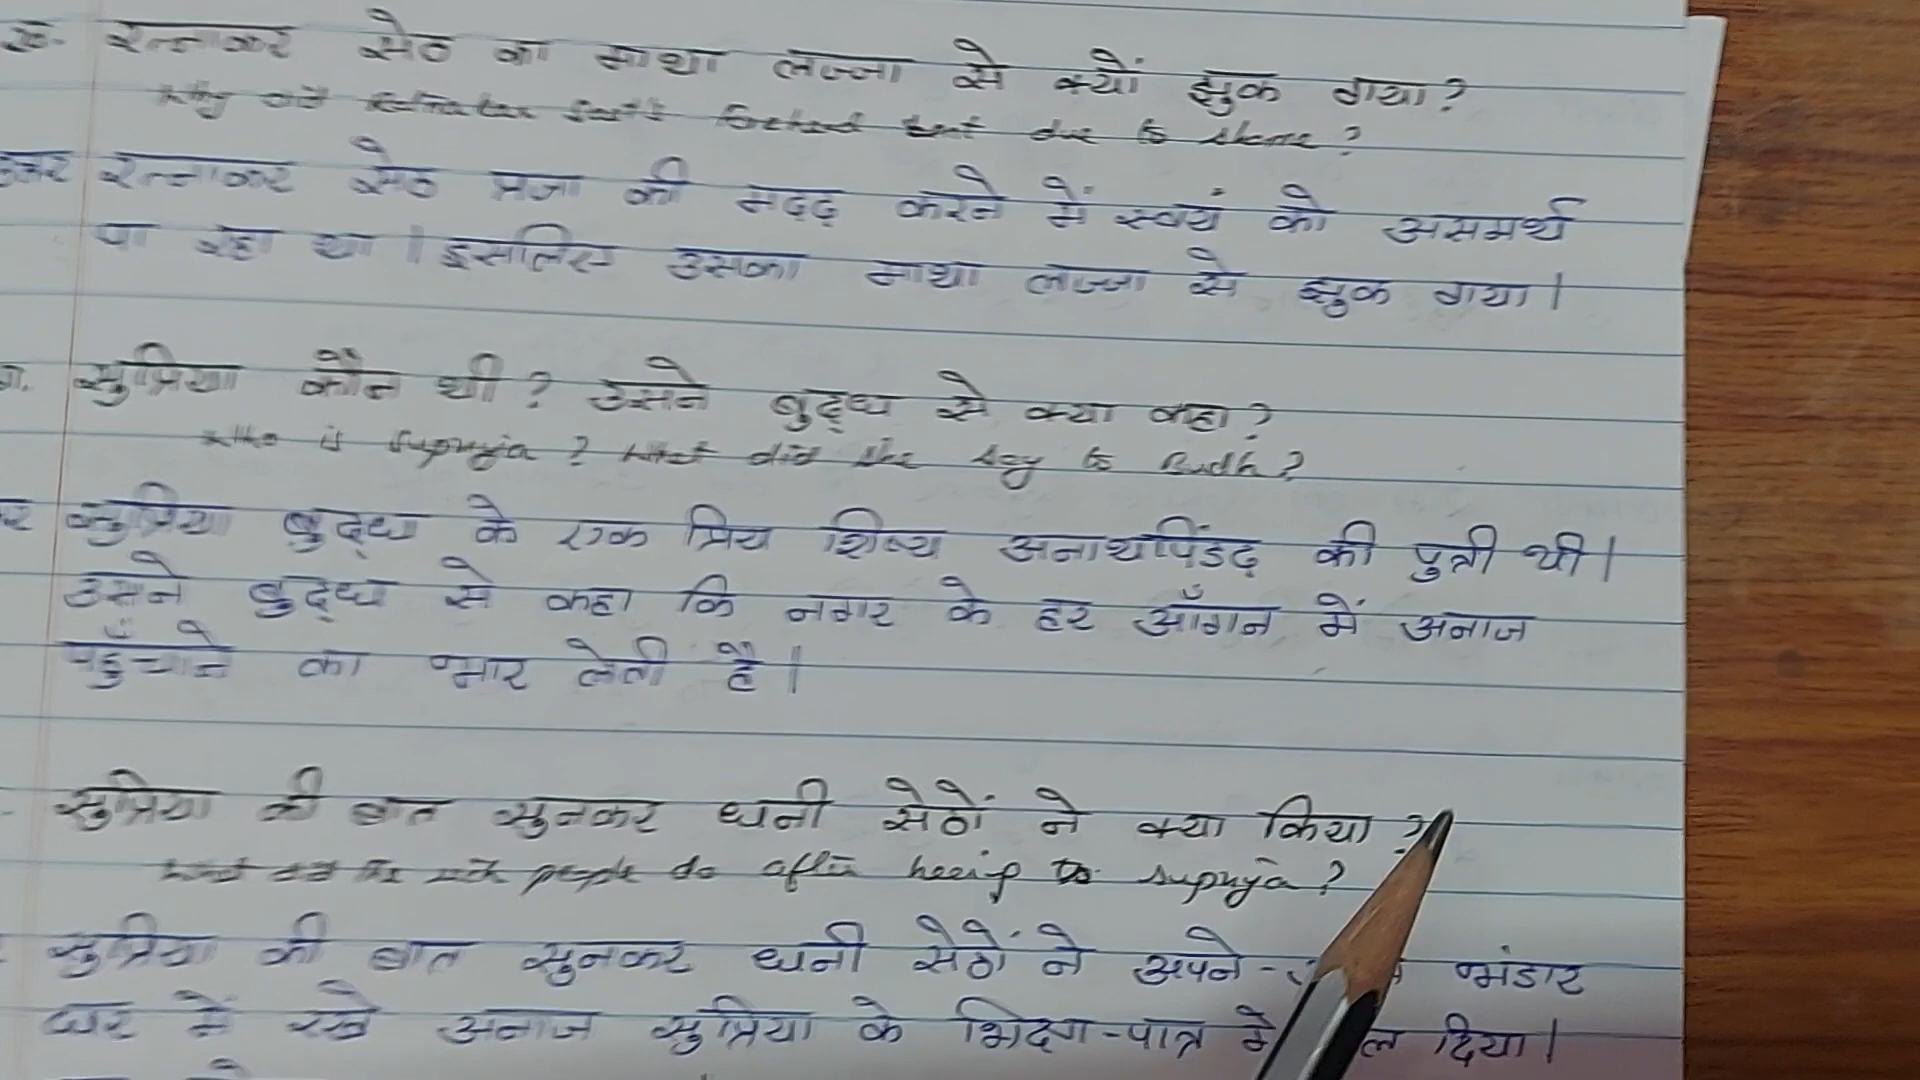 ख. रत्नाकर सेठ का माथा लज्जा से क्यों झुक गया?
Why did Ratnakar Seth's forhead bent due to shame?
उत्तर रत्नाकर सेठ प्रजा की मदद करने में स्वयं को असमर्थ
पा रहा था। इसलिए उसका माथा लज्जा से झुक गया।
ग. सुप्रिया कौन थी? उसने बुद्ध से क्या कहा?
Who is supriya? What did she say to Budh?
सुप्रिया बुद्ध के एक प्रिय शिष्य अनाथपिंडद की पुत्री थी।
उसने बुद्ध से कहा कि नगर के हर आँगन में अनाज
पहुँचाने का भार लेती है।
सुप्रिया की बात सुनकर धनी सेठों ने क्या किया?
What did the rich people do after to supriya?
सुप्रिया की बात सुनकर धनी सेठों ने अपने- भंडार
घर में रखे अनाज सुप्रिया के भिक्षा-पात्र में दिया।